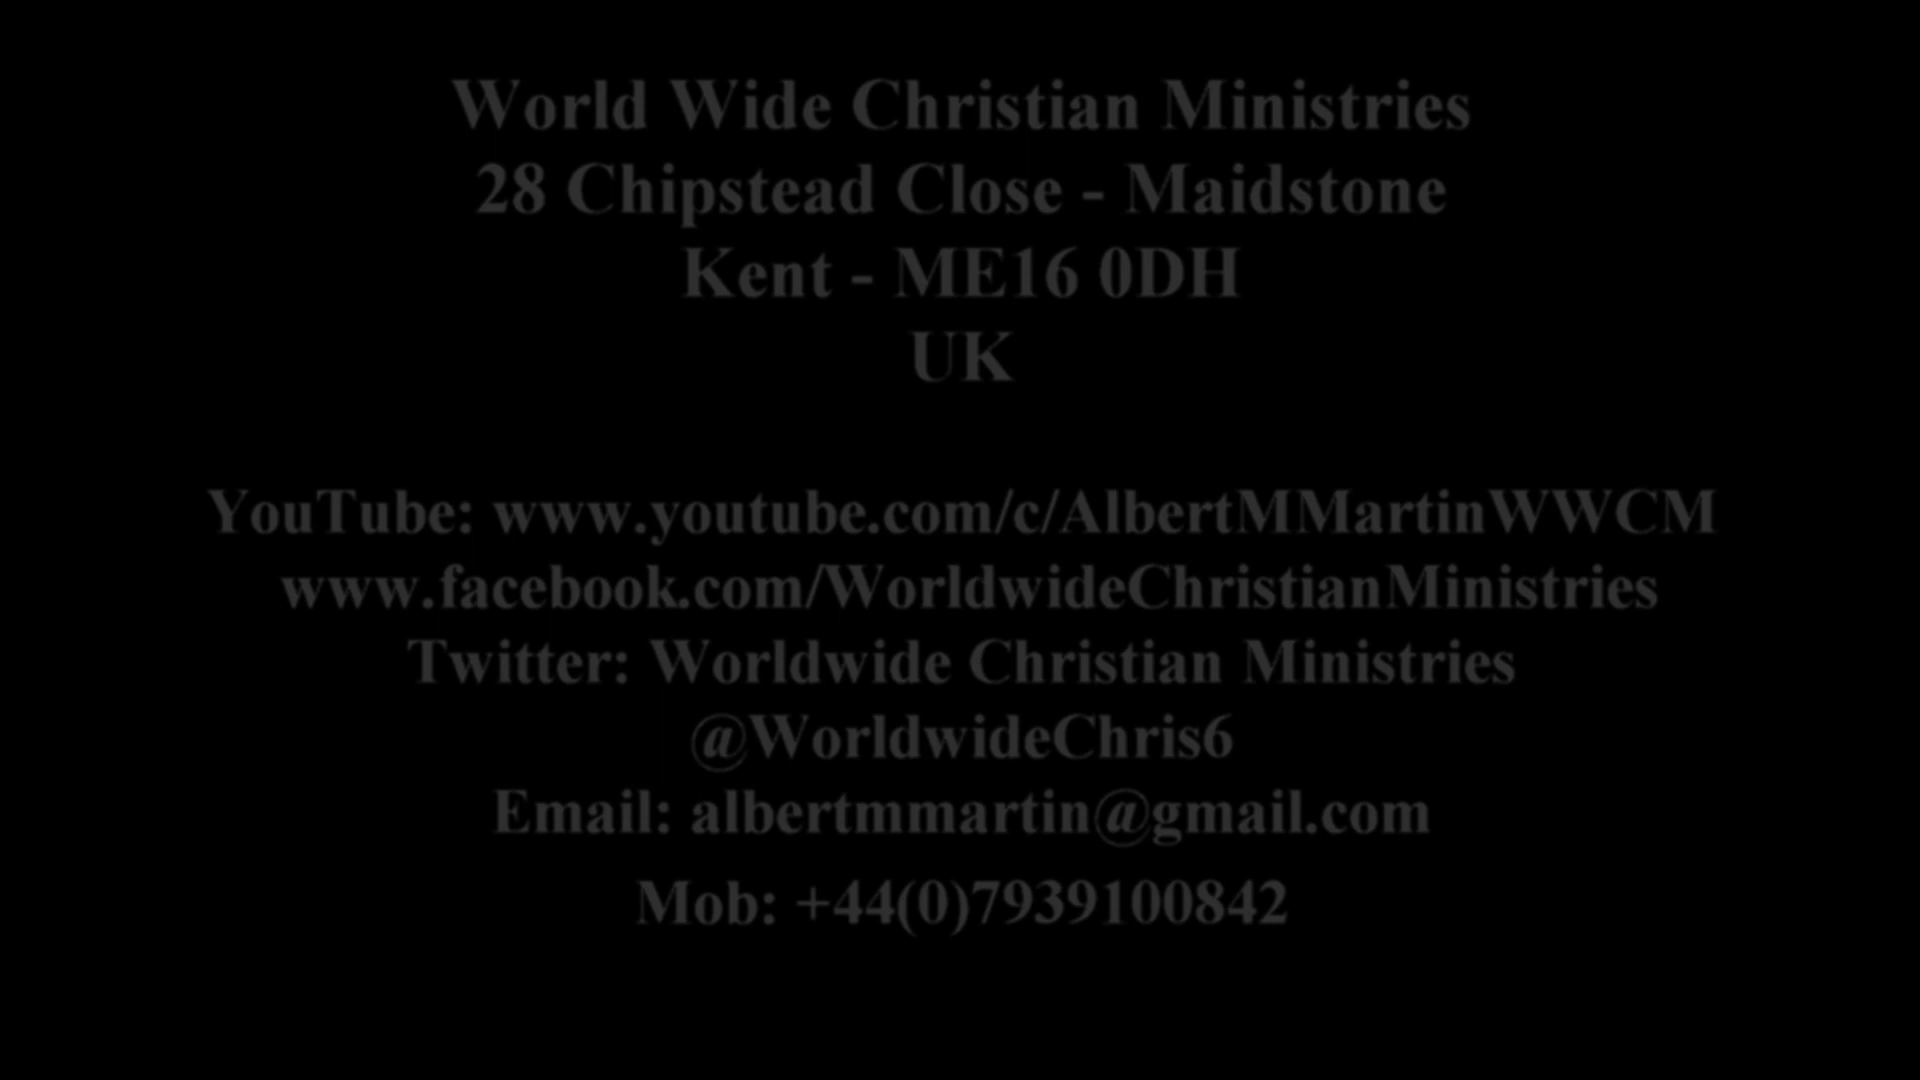 World Wide Christian Ministries
28 Chipstead Close - Maidstone
Kent - ME16 0DH
UK
YouTube: www.youtube.com/c/AlbertMMartinWWCM
www.facebook.com/WorldwideChristianMinistries
Twitter: Worldwide Christian Ministries
@WorldwideChris6
Email: albertmmartin@gmail.com
Mob: +44(0)7939100842